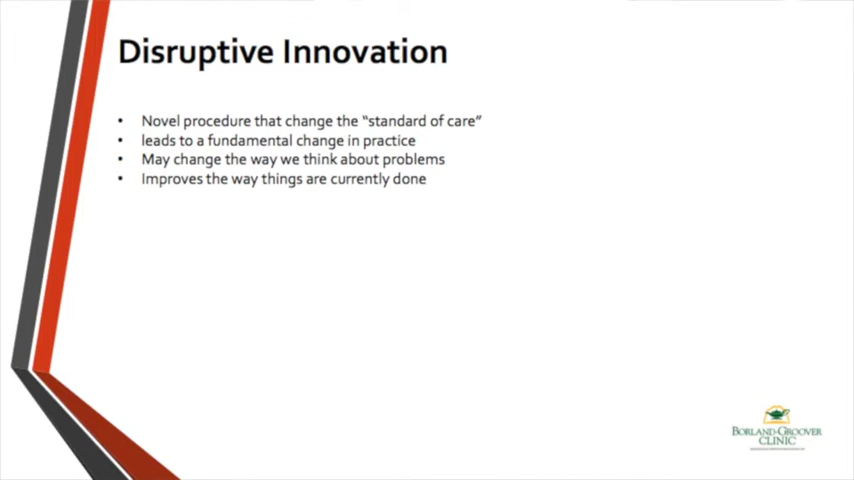 Disruptive Innovation
• Novel procedure that change the “standard of care”
• leads to a fundamental change in practice
• May change the way we think about problems
• Improves the way things are currently done
BORLAND-GROOVER
CLINIC